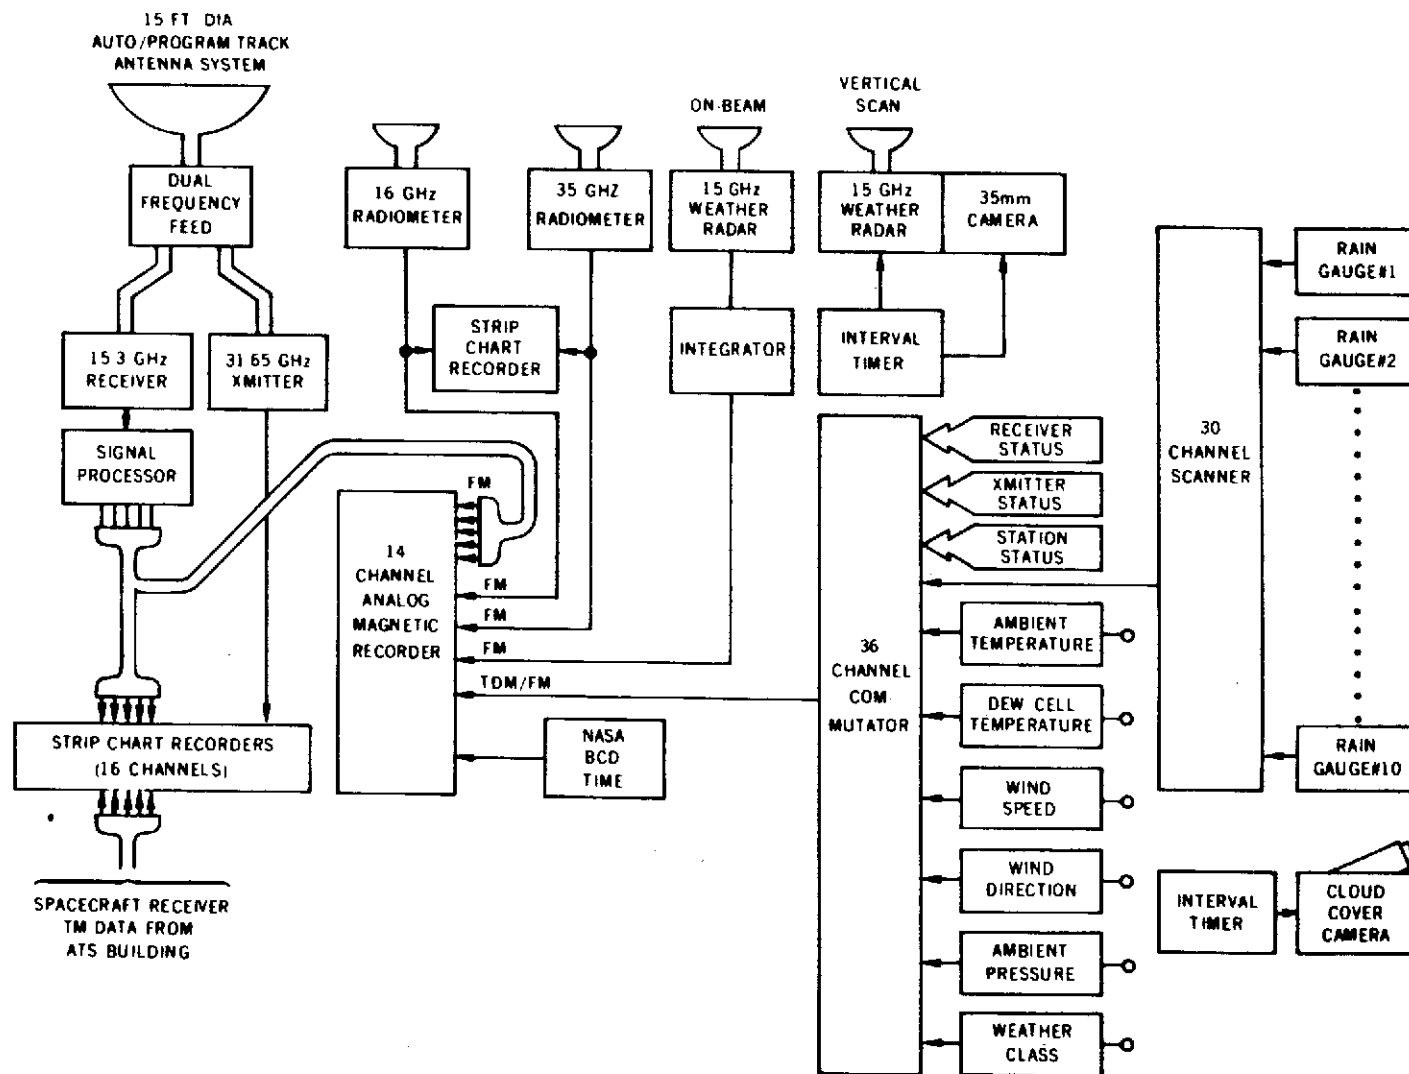 15 FT DIA
AUTO/PROGRAM TRACK
ANTENNA SYSTEM
DUAL
FREQUENCY
FEED
15 3 GHz
RECEIVER
31 65 GHz
XMITTER
SIGNAL
PROCESSOR
STRIP CHART RECORDERS
(16 CHANNELS)
SPACECRAFT RECEIVER
TM DATA FROM
ATS BUILDING
16 GHz
RADIOMETER
35 GHZ
RADIOMETER
STRIP
CHART
RECORDER
ON-BEAM
15 GHz
WEATHER
RADAR
INTEGRATOR
VERTICAL
SCAN
15 GHz
WEATHER
RADAR
35mm
CAMERA
INTERVAL
TIMER
14
CHANNEL
ANALOG
MAGNETIC
RECORDER
FM
FM
FM
FM
TDM/FM
NASA
BCD
TIME
36
CHANNEL
COM
MUTATOR
RECEIVER
STATUS
XMITTER
STATUS
STATION
STATUS
AMBIENT
TEMPERATURE
DEW CELL
TEMPERATURE
WIND
SPEED
WIND
DIRECTION
AMBIENT
PRESSURE
WEATHER
CLASS
30
CHANNEL
SCANNER
RAIN
GAUGE#1
RAIN
GAUGE#2
RAIN
GAUGE#10
INTERVAL
TIMER
CLOUD
COVER
CAMERA